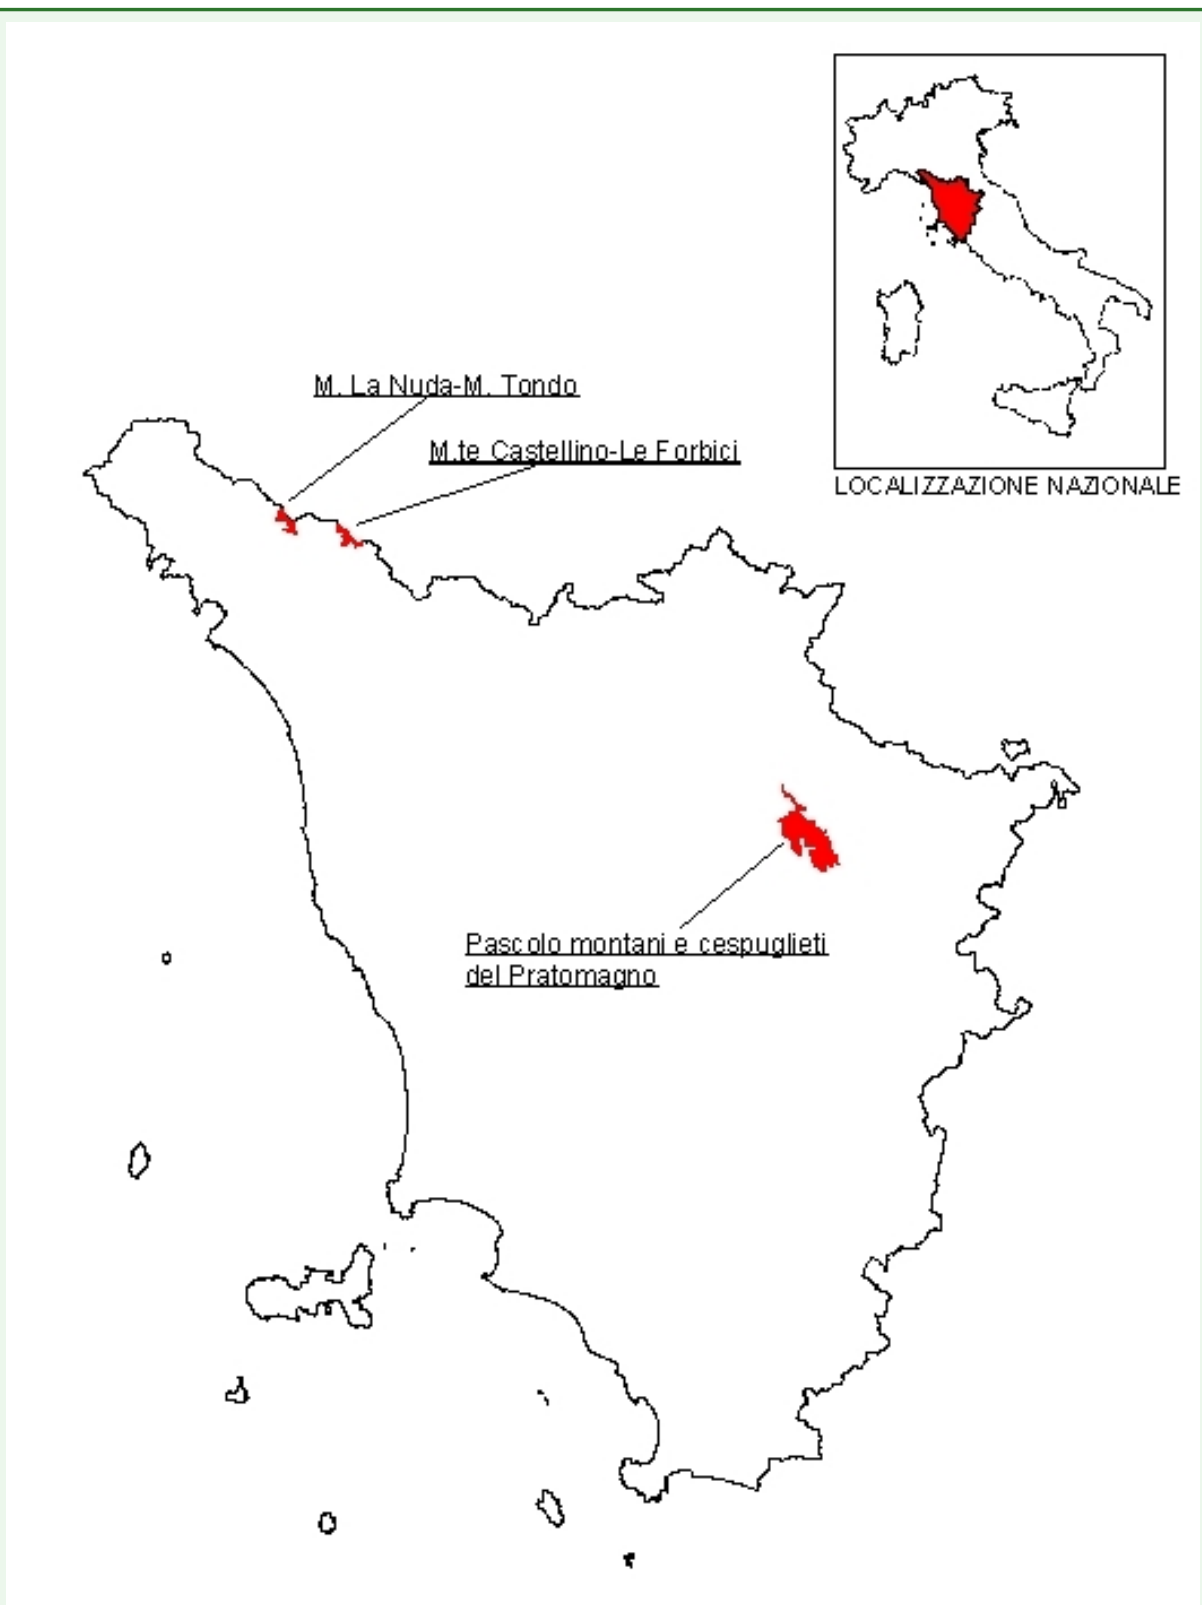 M. La Nuda-M. Tondo
M.te Castellino-Le Forbici
LOCALIZZAZIONE NAZIONALE
Pascolo montani e cespuglieti
del Pratomagno